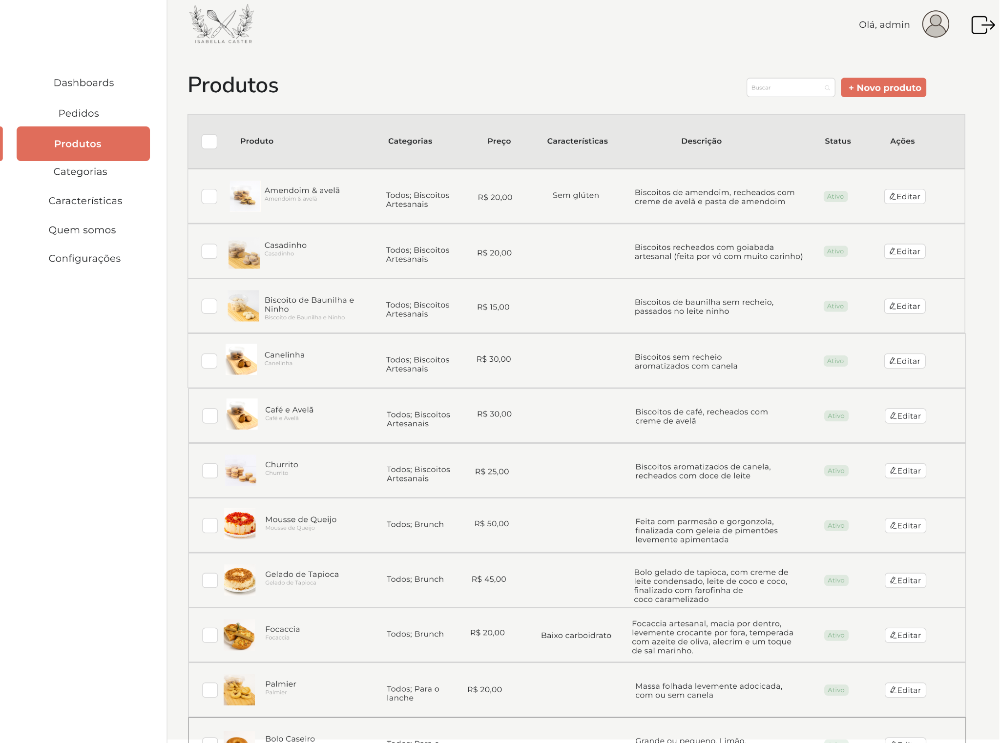 ISABELLA CASTER
Olá, admin
Dashboards
Pedidos
Produtos
Categorias
Características
Quem somos
Configurações
Produtos
Buscar
+ Novo produto
Produto Categorias Preço Características Descrição Status Ações
Amendoim & avelã
Amendoim & avelã
Todos; Biscoitos
Artesanais
R$ 20,00
Sem glúten
Biscoitos de amendoim, recheados com
creme de avelã e pasta de amendoim
Ativo
Editar
Casadinho
Casadinho
Todos; Biscoitos
Artesanais
R$ 20,00
Biscoitos recheados com goiabada
artesanal (feita por vó com muito carinho)
Ativo
Editar
Biscoito de Baunilha e
Ninho
Biscoito de Baunilha e Ninho
Todos; Biscoitos
Artesanais
R$ 15,00
Biscoitos de baunilha sem recheio,
passados no leite ninho
Ativo
Editar
Canelinha
Canelinha
Todos; Biscoitos
Artesanais
R$ 30,00
Biscoitos sem recheio
aromatizados com canela
Ativo
Editar
Café e Avelã
Café e Avelã
Todos; Biscoitos
Artesanais
R$ 30,00
Biscoitos de café, recheados com
creme de avelã
Ativo
Editar
Churrito
Churrito
Todos; Biscoitos
Artesanais
R$ 25,00
Biscoitos aromatizados de canela,
recheados com doce de leite
Ativo
Editar
Mousse de Queijo
Mousse de Queijo
Todos; Brunch
R$ 50,00
Feita com parmesão e gorgonzola,
finalizada com geleia de pimentões
levemente apimentada
Ativo
Editar
Gelado de Tapioca
Gelado de Tapioca
Todos; Brunch
R$ 45,00
Bolo gelado de tapioca, com creme de
leite condensado, leite de coco e coco,
finalizado com farofinha de
coco caramelizado
Ativo
Editar
Focaccia
Focaccia
Todos; Brunch
R$ 20,00
Baixo carboidrato
Focaccia artesanal, macia por dentro,
levemente crocante por fora, temperada
com azeite de oliva, alecrim e um toque
de sal marinho.
Ativo
Editar
Palmier
Palmier
Todos; Para o
lanche
R$ 20,00
Massa folhada levemente adocicada,
com ou sem canela
Ativo
Editar
Bolo Caseiro
Todos; Para o
Grande ou pequeno. Limão,